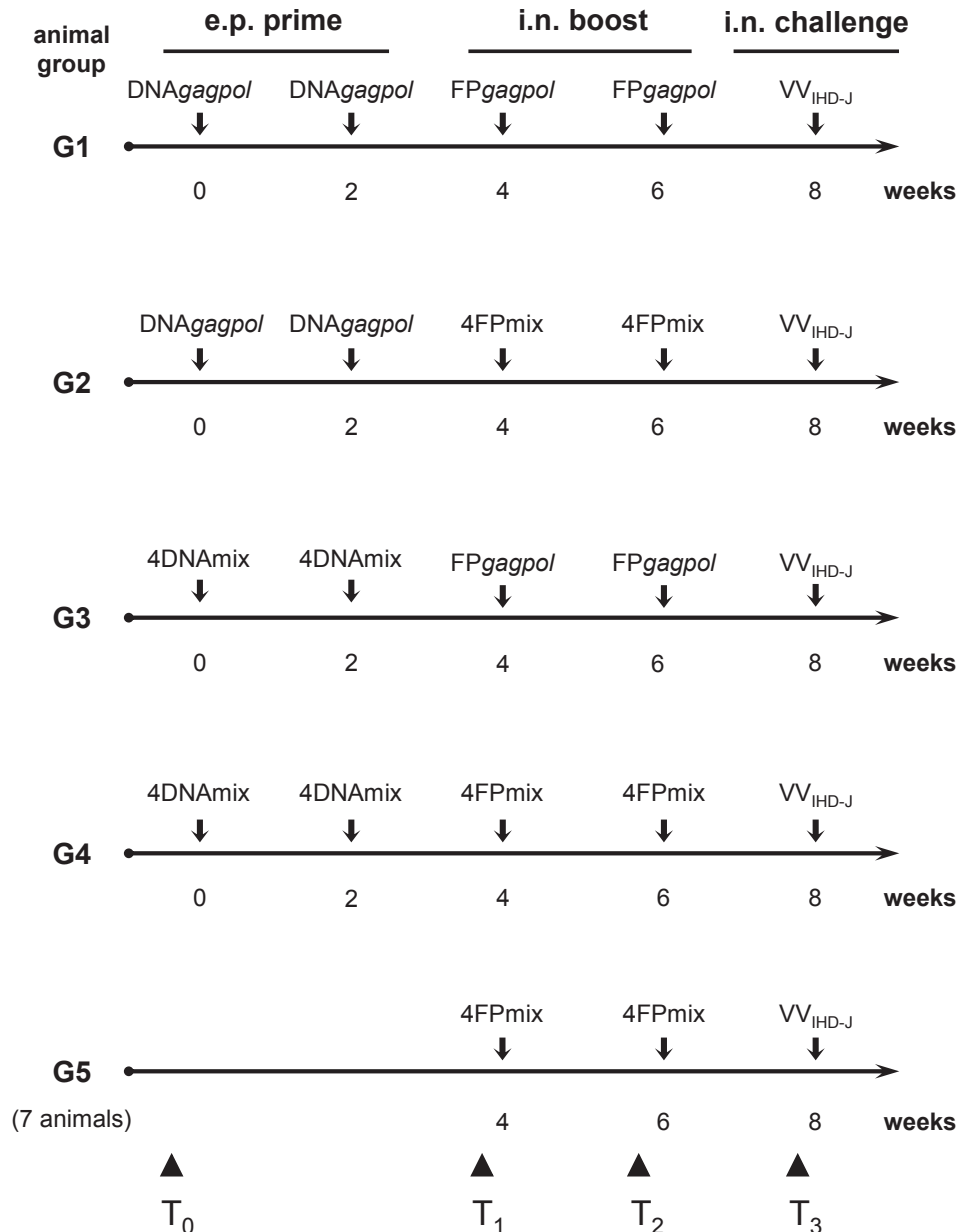 animal group e.p. prime i.n. boost i.n. challenge
DNAgagpol DNAgagpol FPgagpol FPgagpol VVIHD-J
G1
0 2 4 6 8 weeks
DNAgagpol DNAgagpol 4FPmix 4FPmix VVIHD-J
G2
0 2 4 6 8 weeks
4DNAmix 4DNAmix FPgagpol FPgagpol VVIHD-J
G3
0 2 4 6 8 weeks
4DNAmix 4DNAmix 4FPmix 4FPmix VVIHD-J
G4
0 2 4 6 8 weeks
4FPmix 4FPmix VVIHD-J
G5
(7 animals) 4 6 8 weeks
T0 T1 T2 T3